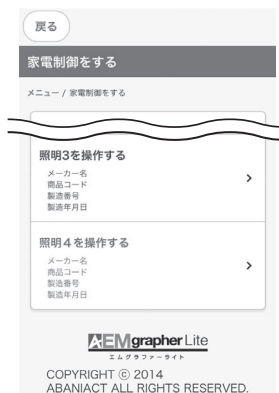 戻る
家電制御をする
メニュー / 家電制御をする
照明3を操作する
メーカー名
商品コード
製造番号
製造年月日
照明４を操作する
メーカー名
商品コード
製造番号
製造年月日
AEMgrapher Lite
エムグラファーライト
COPYRIGHT © 2014
ABANIACT ALL RIGHTS RESERVED.